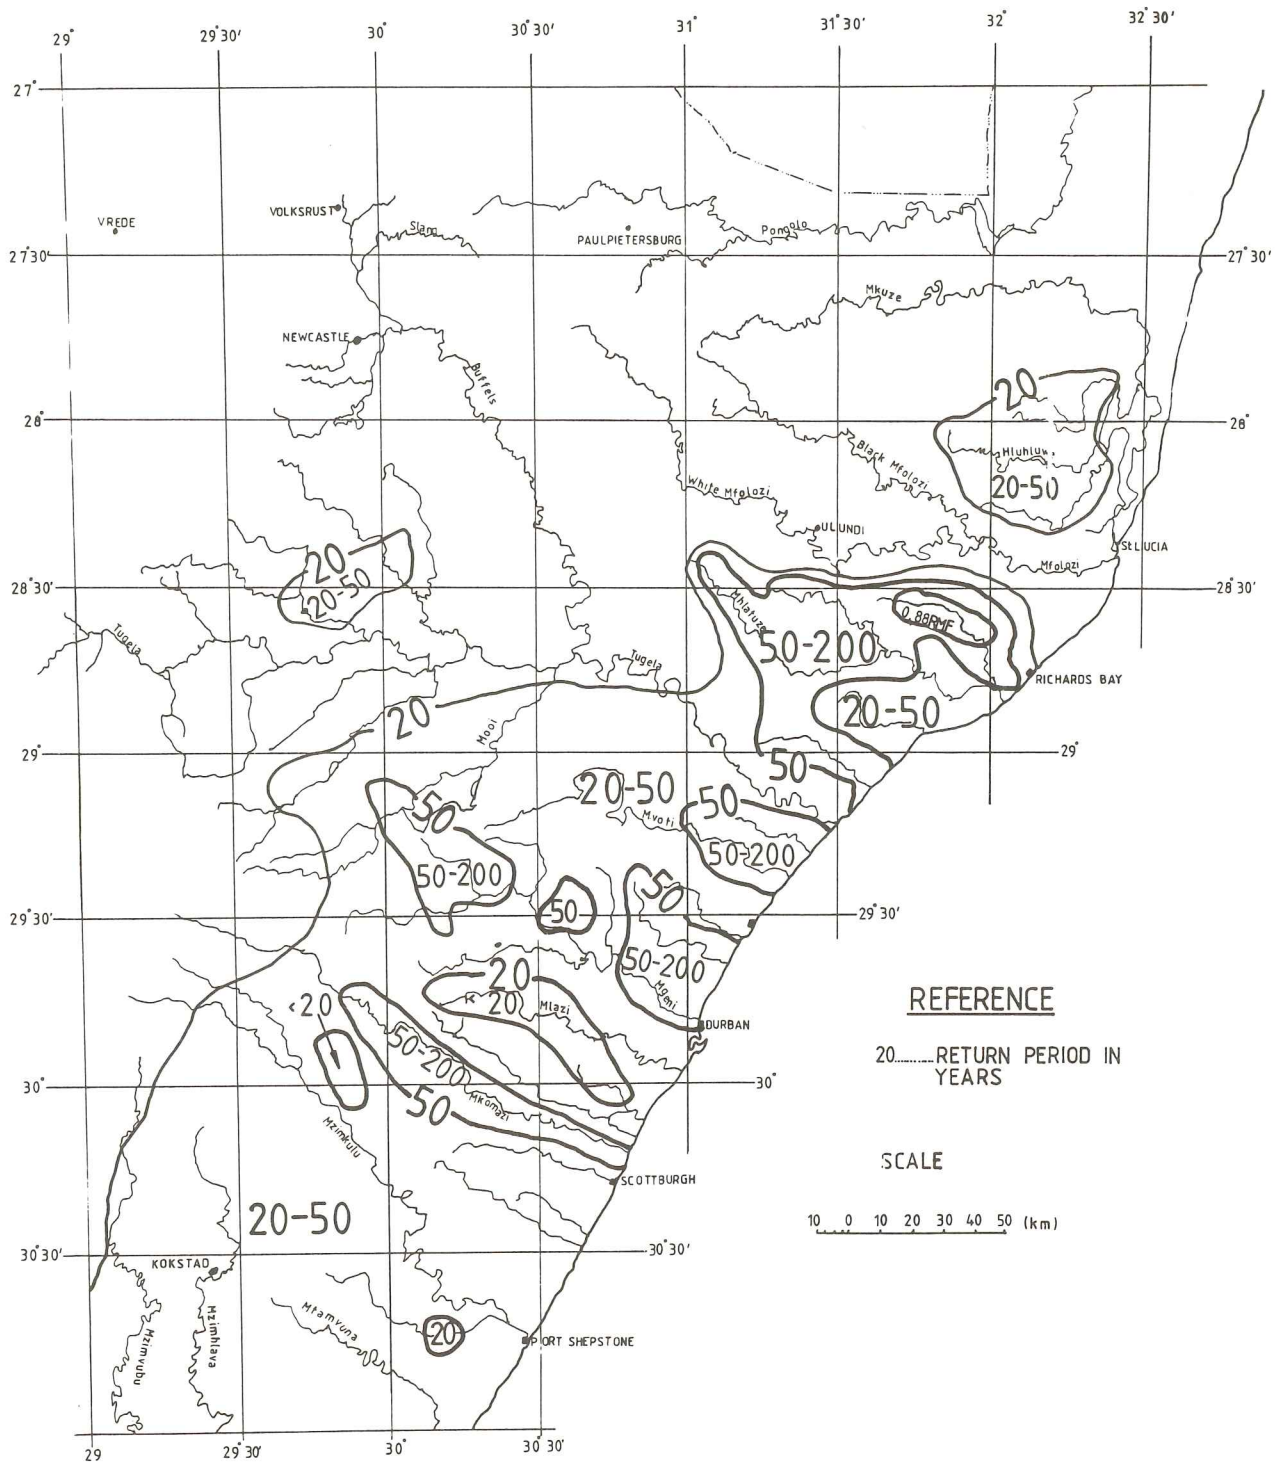 29° 29°30' 30° 30°30' 31° 31°30' 32° 32°30'
27°
VOLKSRUST
VREDE
Slang
PAULPIETERSBURG
Pongolo
27°30' 27°30'
Mkuze
NEWCASTLE
Buffels
20
28° 28°
Black Mfolozi
Hluhluwe
White Mfolozi
20-50
ULUNDI
St LUCIA
Mfolozi
20
20-50
28°30' 28°30'
Mhlatuze
0,88RMF
Tugela
50-200
Tugela
RICHARDS BAY
20
20-50
Mooi
29° 29°
50
20-50
50
50
Mvoti
50-200
50-200
50
50
29°30' 29°30'
50-200
Mgeni
20
<20
Mlazi
<20
DURBAN
REFERENCE
50-200
20........RETURN PERIOD IN
YEARS
30° 30°
50
Mkomazi
Mzimkulu
SCALE
SCOTTBURGH
20-50
10 0 10 20 30 40 50 (km)
30°30' 30°30'
KOKSTAD
Mtamvuna
Mzimhlava
Mzimvubu
20
PORT SHEPSTONE
29 29°30' 30° 30°30'